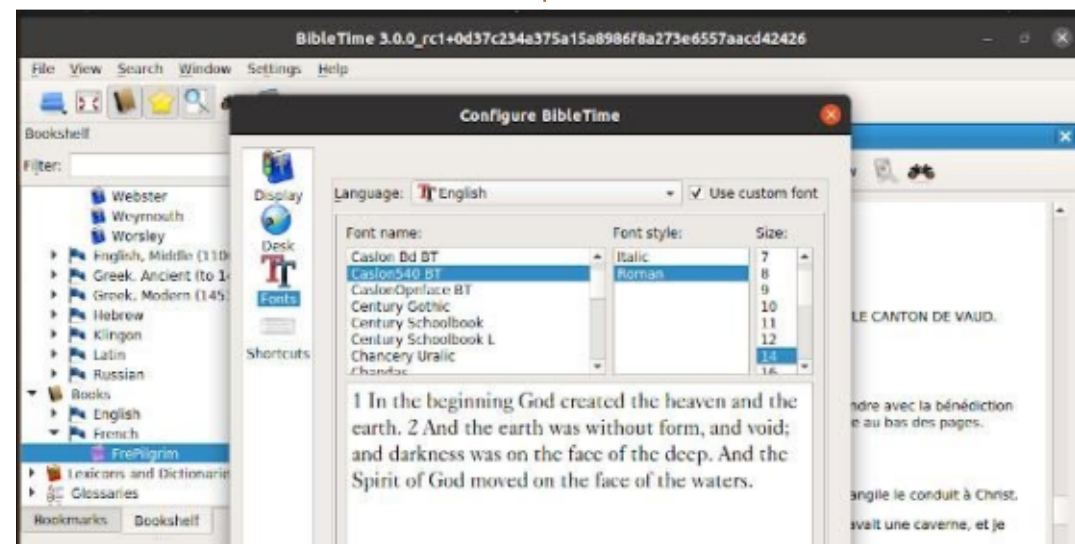 BibleTime 3.0.0_rc1+0d37c234a375a15a8986f8a273e6557aacd42426
File View Search Window Settings Help
Configure BibleTime
Bookshelf
Filter:
Webster
Weymouth
Worsley
English, Middle (110
Greek, Ancient (to 1
Greek, Modern (145
Hebrew
Klingon
Latin
Russian
Books
English
French
FrePilgrim
Lexicons and Dictionarie
Glossaries
Bookmarks Bookshelf
Display
Desk
Fonts
Shortcuts
Language: English Use custom font
Font name: Font style: Size:
Caslon Bd BT
Caslon540 BT
CaslonOpnface BT
Century Gothic
Century Schoolbook
Century Schoolbook L
Chancery Uralic
Chandas
Italic
Roman
7
8
9
10
11
12
14
16
1 In the beginning God created the heaven and the
earth. 2 And the earth was without form, and void;
and darkness was on the face of the deep. And the
Spirit of God moved on the face of the waters.
LE CANTON DE VAUD.
ndre avec la bénédiction
e au bas des pages.
angile le conduit à Christ.
avait une caverne, et je